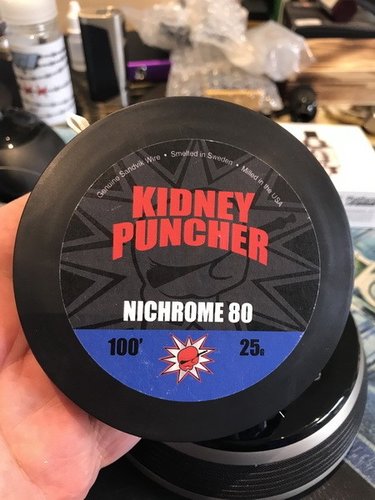 Genuine Sandvik Wire • Smelted in Sweden • Milled in the USA
KIDNEY
PUNCHER
NICHROME 80
100' 25G